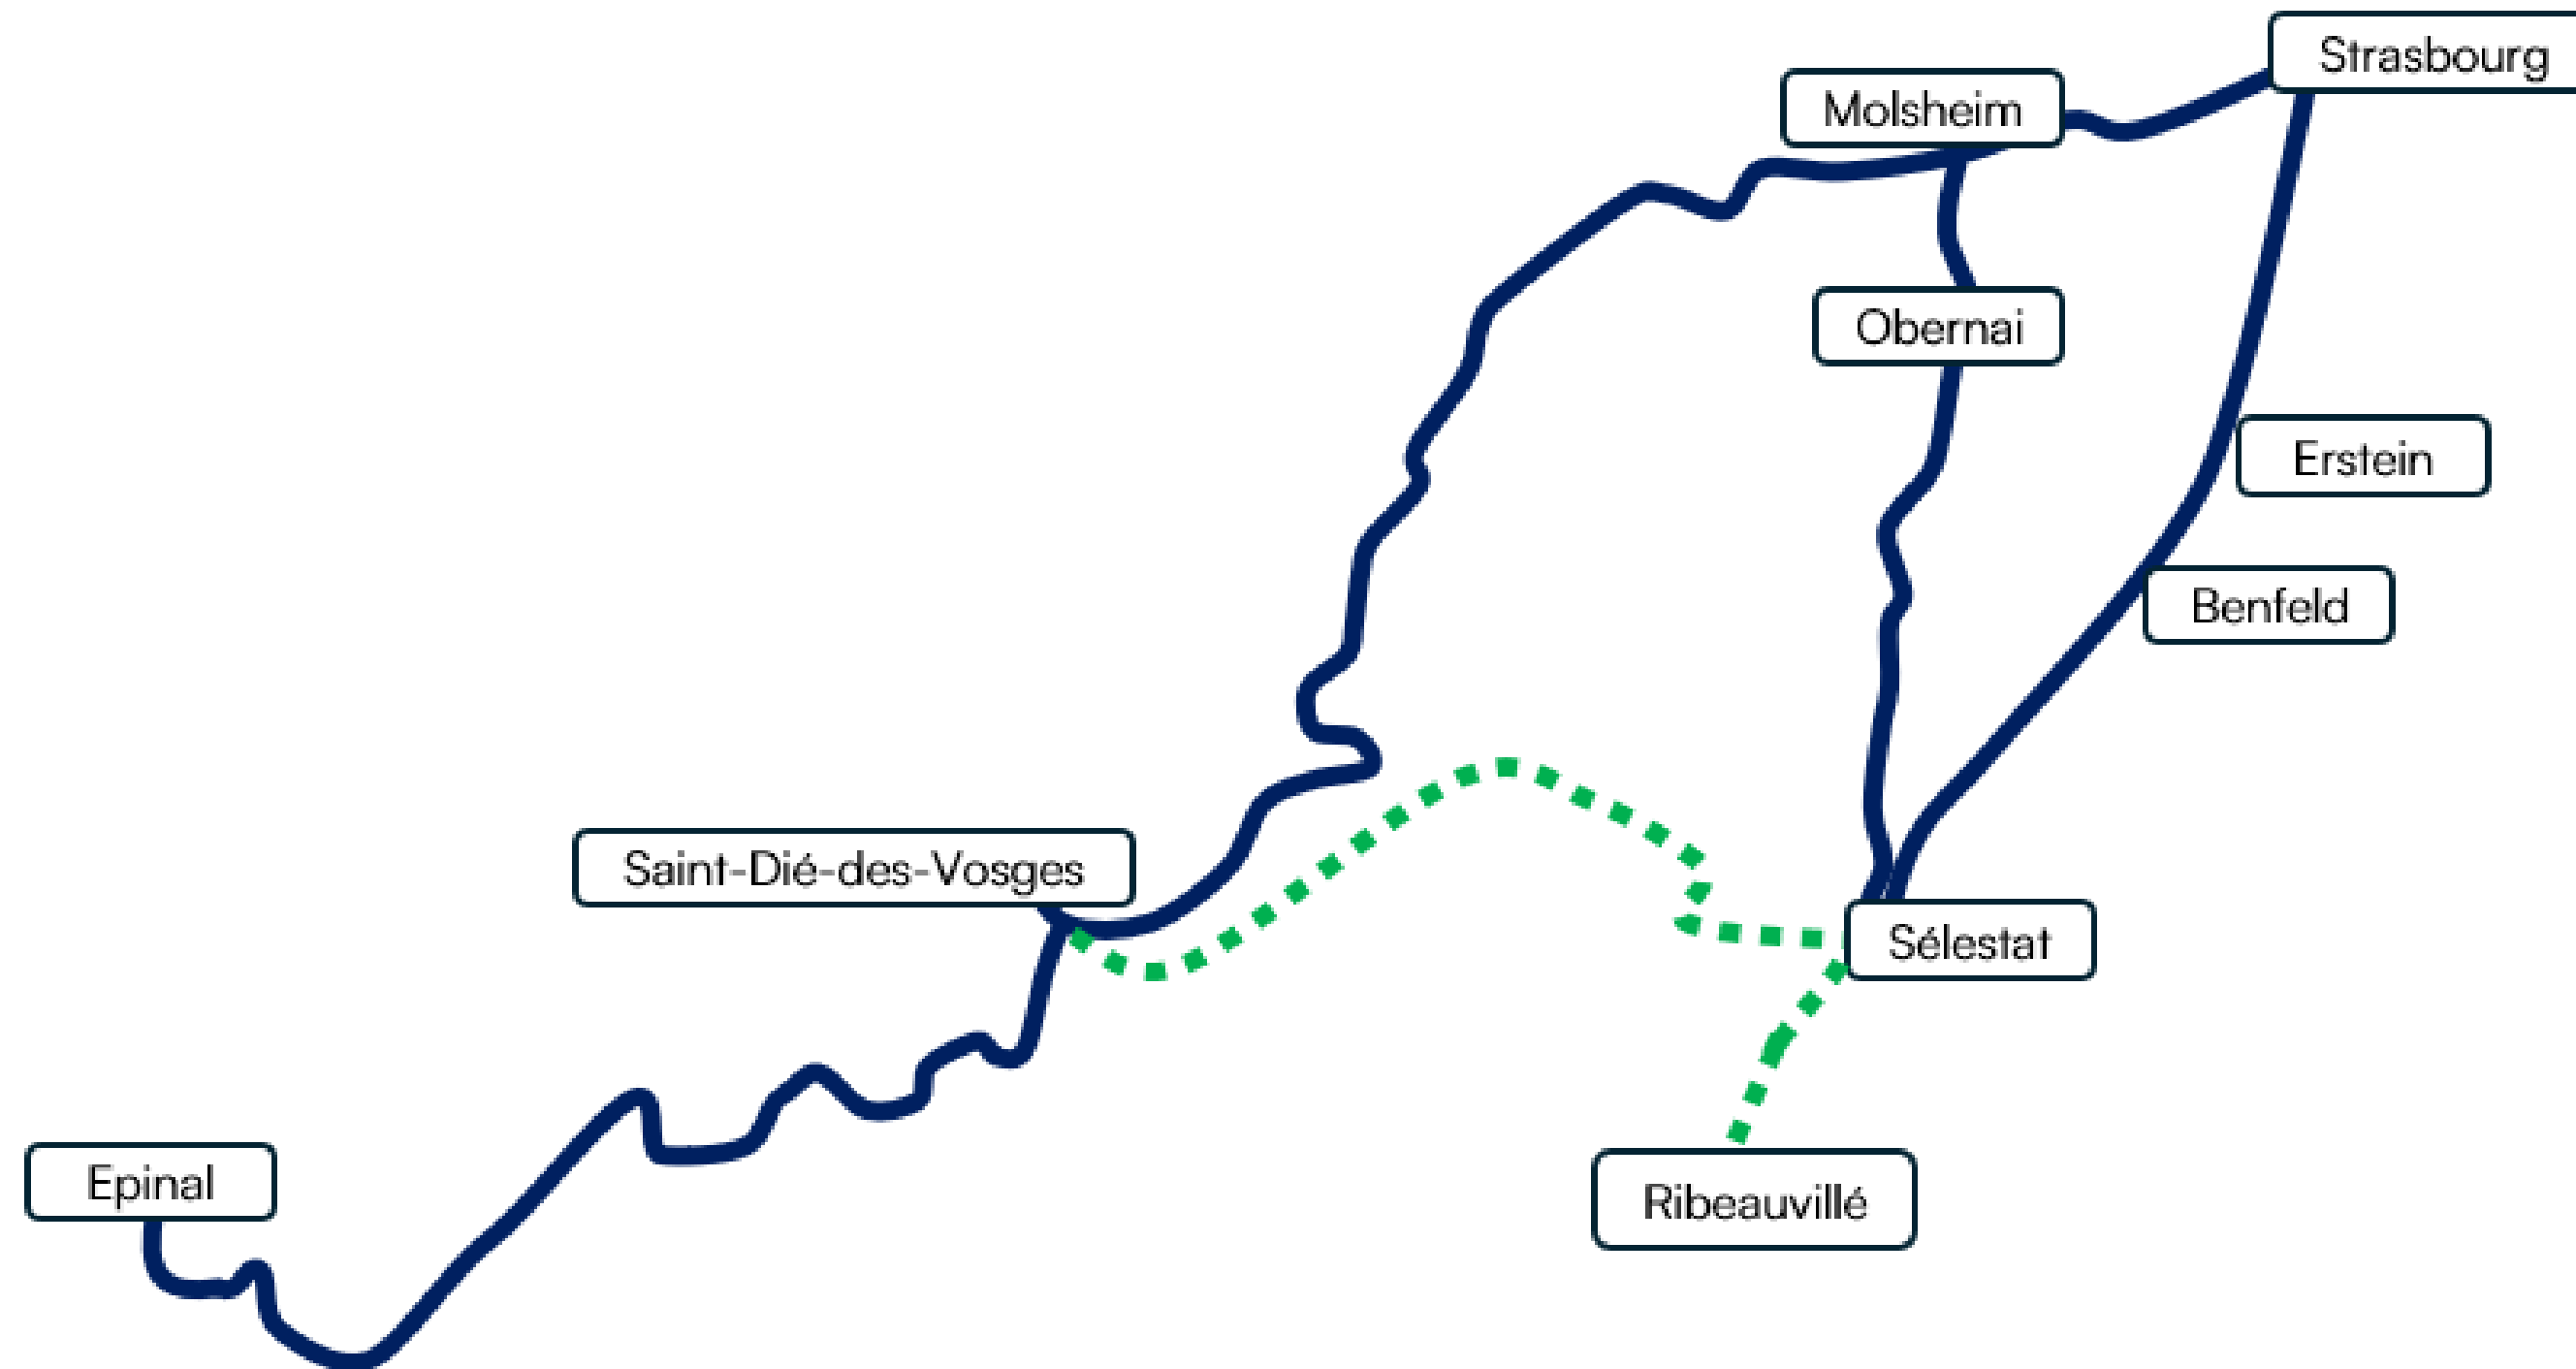 Strasbourg
Molsheim
Obernai
Erstein
Benfeld
Saint-Dié-des-Vosges
Sélestat
Epinal
Ribeauvillé